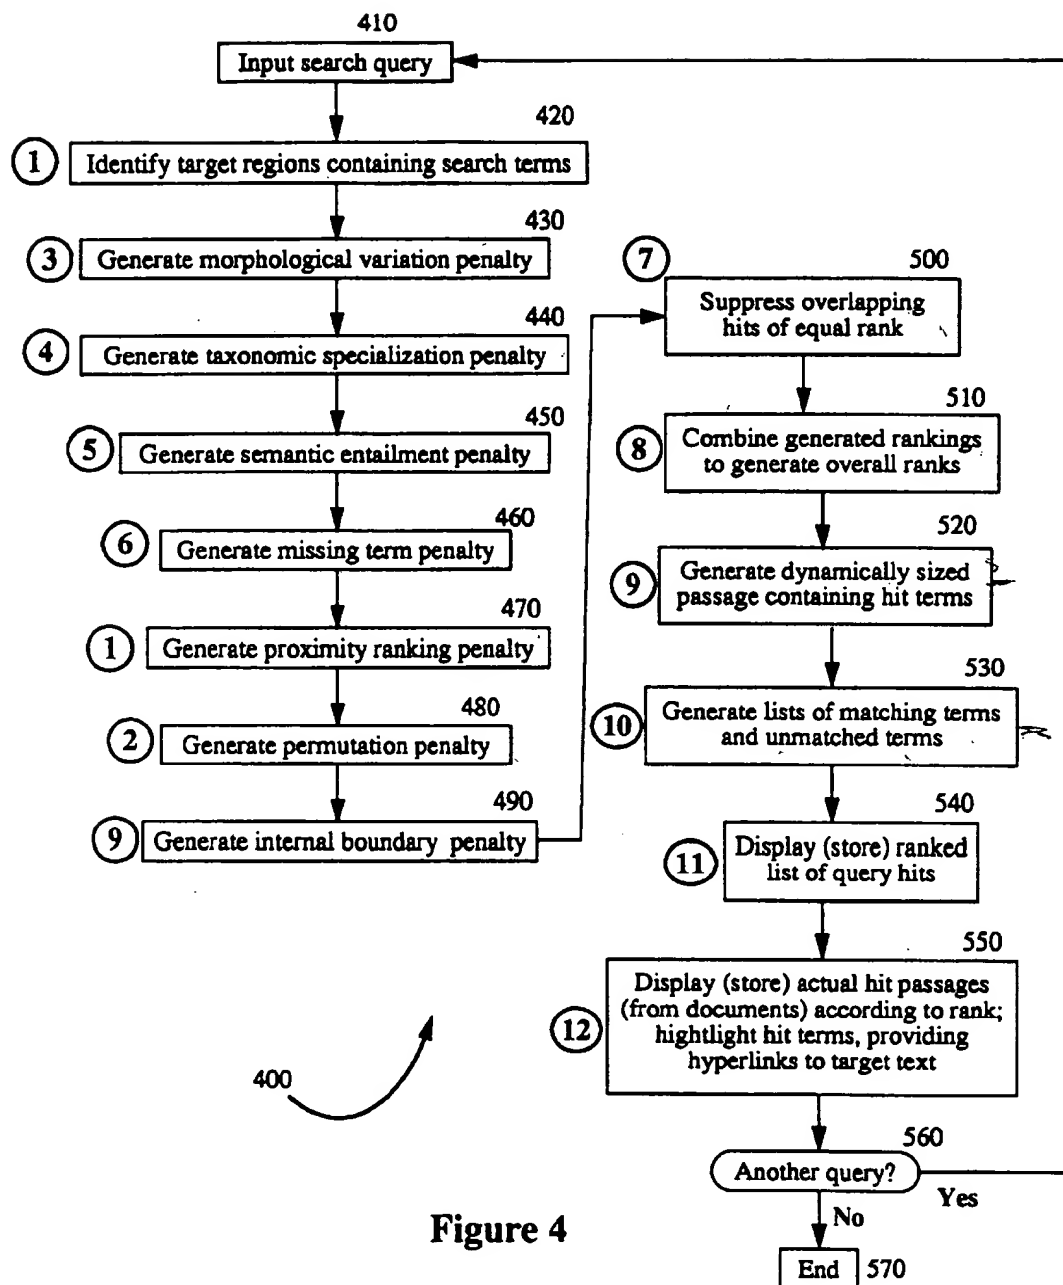 410
Input search query
420
1
Identify target regions containing search terms
430
3
Generate morphological variation penalty
440
4
Generate taxonomic specialization penalty
450
5
Generate semantic entailment penalty
460
6
Generate missing term penalty
470
1
Generate proximity ranking penalty
480
2
Generate permutation penalty
490
9
Generate internal boundary penalty
7
500
Suppress overlapping
hits of equal rank
510
8
Combine generated rankings
to generate overall ranks
520
9
Generate dynamically sized
passage containing hit terms
530
10
Generate lists of matching terms
and unmatched terms
540
11
Display (store) ranked
list of query hits
550
12
Display (store) actual hit passages
(from documents) according to rank;
hightlight hit terms, providing
hyperlinks to target text
400
560
Another query?
Yes
No
End
570
Figure 4